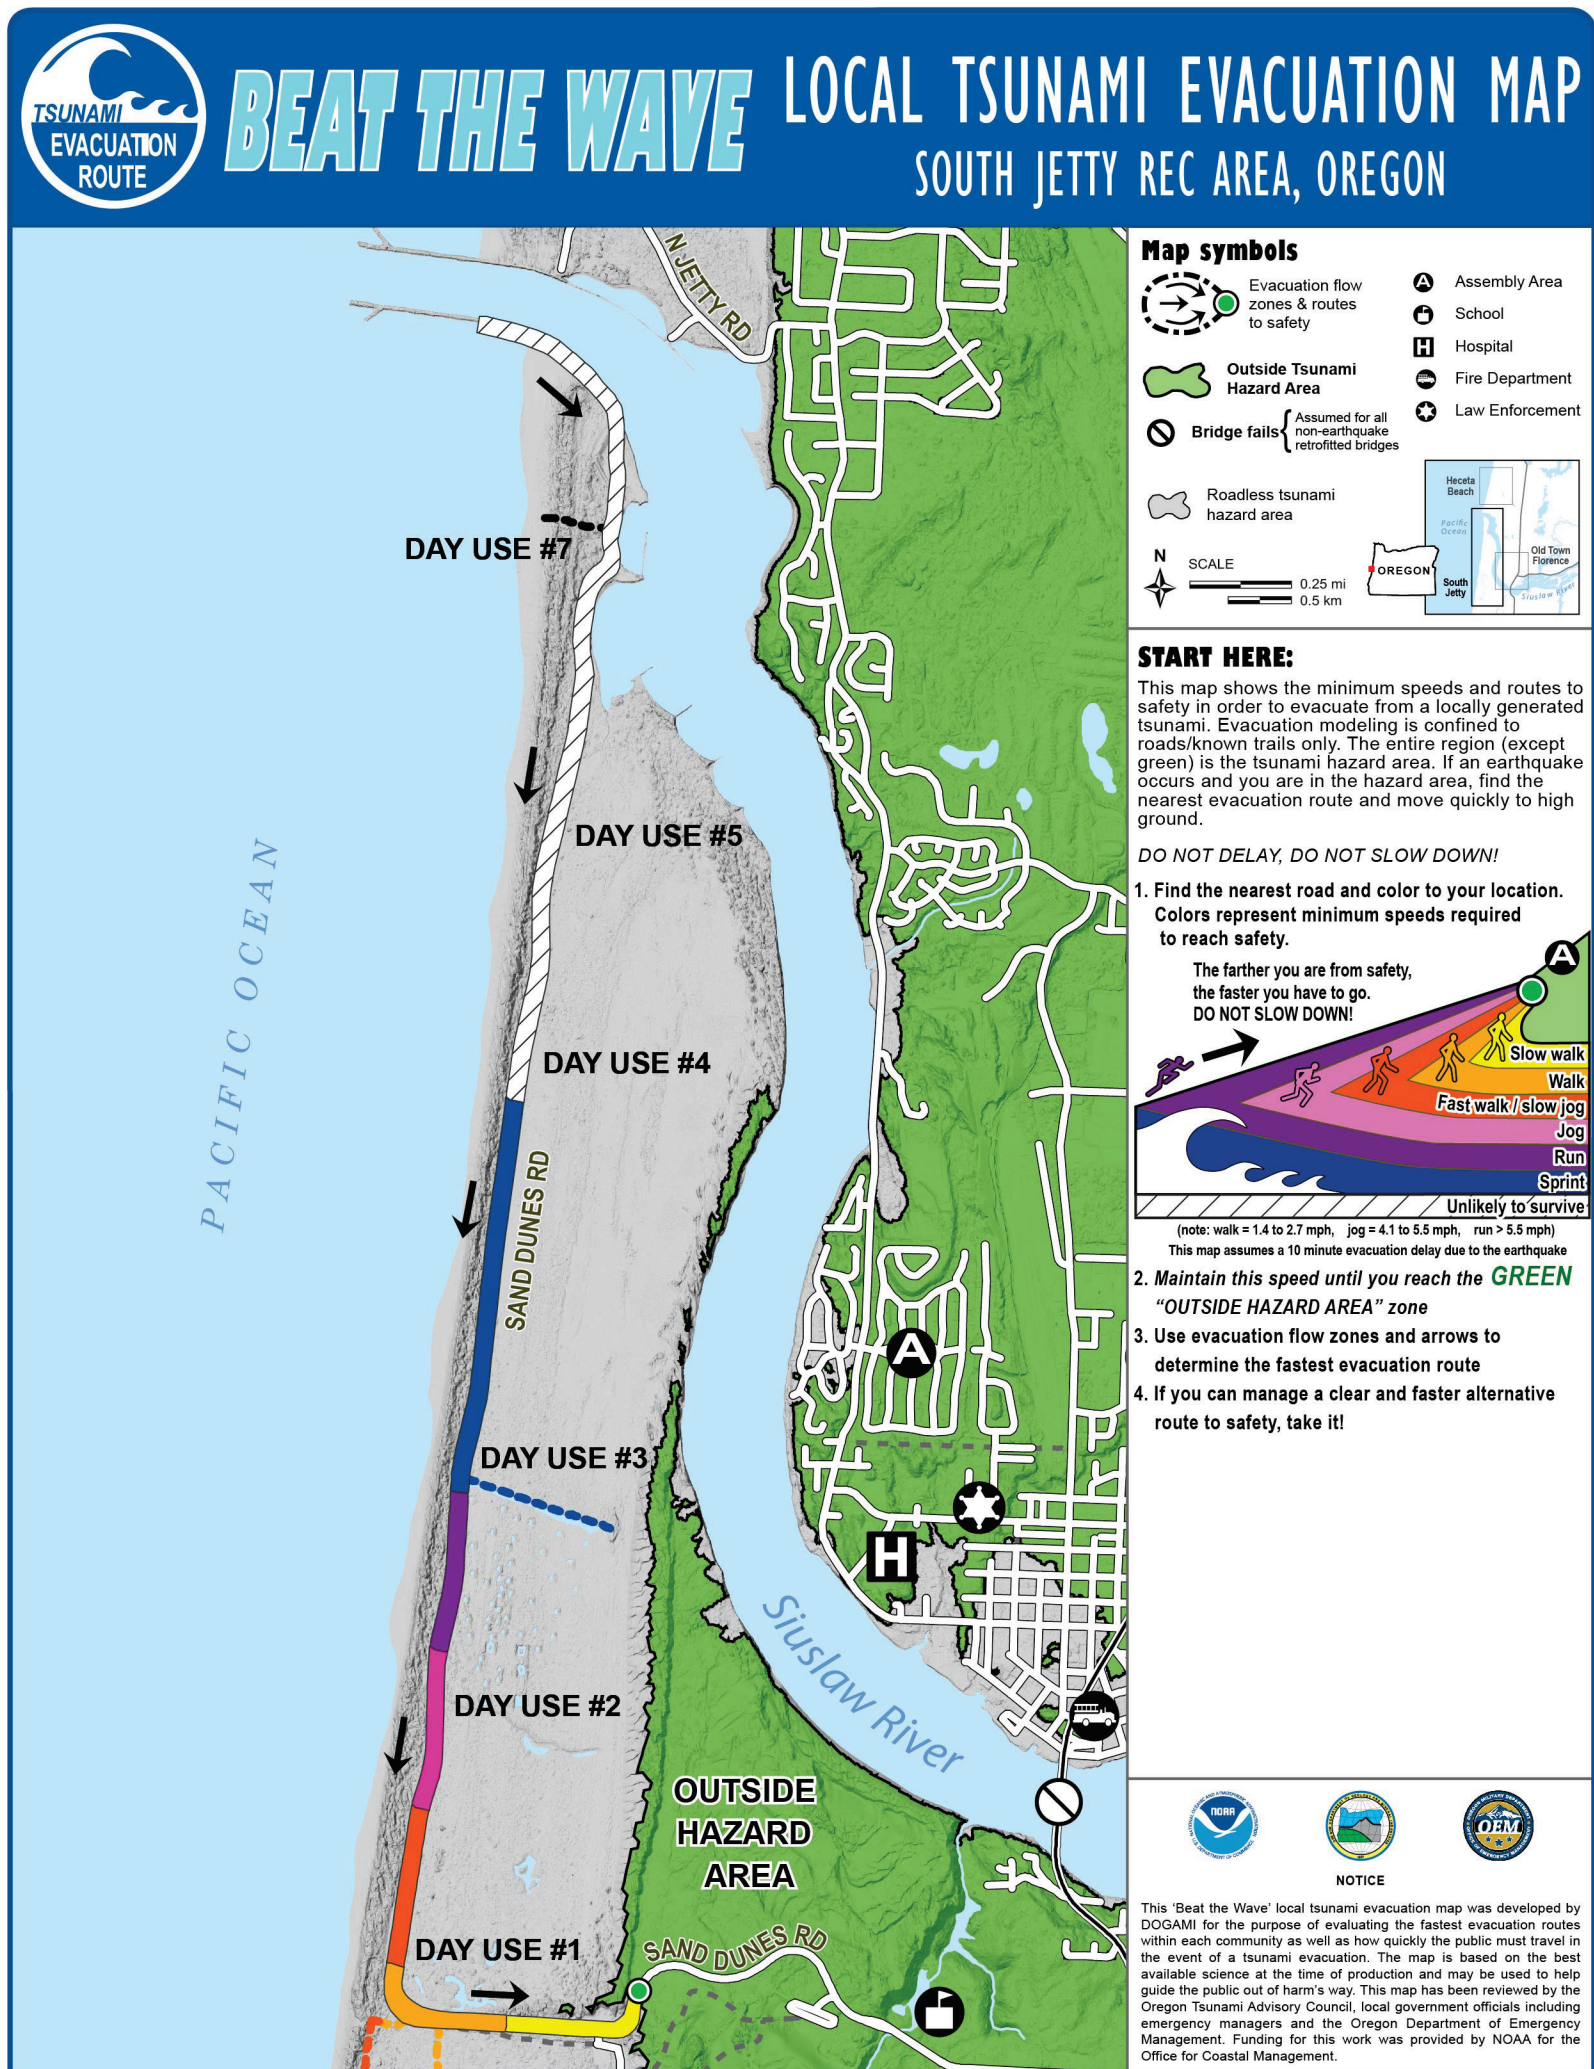 TSUNAMI
EVACUATION
ROUTE
BEAT THE WAVE
LOCAL TSUNAMI EVACUATION MAP
SOUTH JETTY REC AREA, OREGON
N JETTY RD
DAY USE #7
DAY USE #5
DAY USE #4
SAND DUNES RD
DAY USE #3
DAY USE #2
DAY USE #1
PACIFIC OCEAN
Siuslaw River
OUTSIDE
HAZARD
AREA
SAND DUNES RD
A
H
Map symbols
Evacuation flow
zones & routes
to safety
Outside Tsunami
Hazard Area
Bridge fails
Assumed for all
non-earthquake
retrofitted bridges
Roadless tsunami
hazard area
A Assembly Area
School
H Hospital
Fire Department
Law Enforcement
N
SCALE
0.25 mi
0.5 km
OREGON
Heceta
Beach
Pacific
Ocean
Old Town
Florence
South
Jetty
Siuslaw River
START HERE:
This map shows the minimum speeds and routes to
safety in order to evacuate from a locally generated
tsunami. Evacuation modeling is confined to
roads/known trails only. The entire region (except
green) is the tsunami hazard area. If an earthquake
occurs and you are in the hazard area, find the
nearest evacuation route and move quickly to high
ground.
DO NOT DELAY, DO NOT SLOW DOWN!
1. Find the nearest road and color to your location.
Colors represent minimum speeds required
to reach safety.
The farther you are from safety,
the faster you have to go.
DO NOT SLOW DOWN!
A
Slow walk
Walk
Fast walk / slow jog
Jog
Run
Sprint
Unlikely to survive
(note: walk = 1.4 to 2.7 mph, jog = 4.1 to 5.5 mph, run > 5.5 mph)
This map assumes a 10 minute evacuation delay due to the earthquake
2. Maintain this speed until you reach the GREEN
“OUTSIDE HAZARD AREA” zone
3. Use evacuation flow zones and arrows to
determine the fastest evacuation route
4. If you can manage a clear and faster alternative
route to safety, take it!
NOAA
OEM
NOTICE
This ‘Beat the Wave’ local tsunami evacuation map was developed by
DOGAMI for the purpose of evaluating the fastest evacuation routes
within each community as well as how quickly the public must travel in
the event of a tsunami evacuation. The map is based on the best
available science at the time of production and may be used to help
guide the public out of harm’s way. This map has been reviewed by the
Oregon Tsunami Advisory Council, local government officials including
emergency managers and the Oregon Department of Emergency
Management. Funding for this work was provided by NOAA for the
Office for Coastal Management.